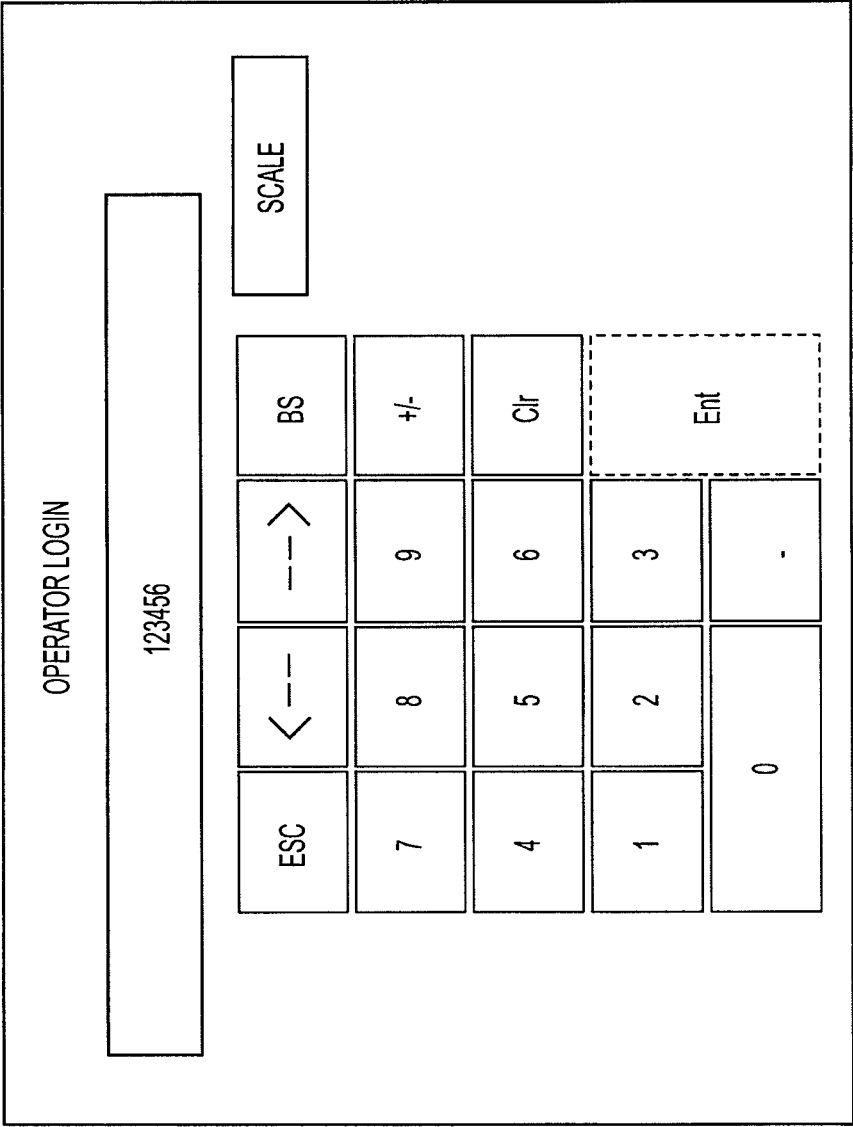 OPERATOR LOGIN
123456
SCALE
ESC <-- --> BS
7 8 9 +/-
4 5 6 Clr
1 2 3 Ent
0 .